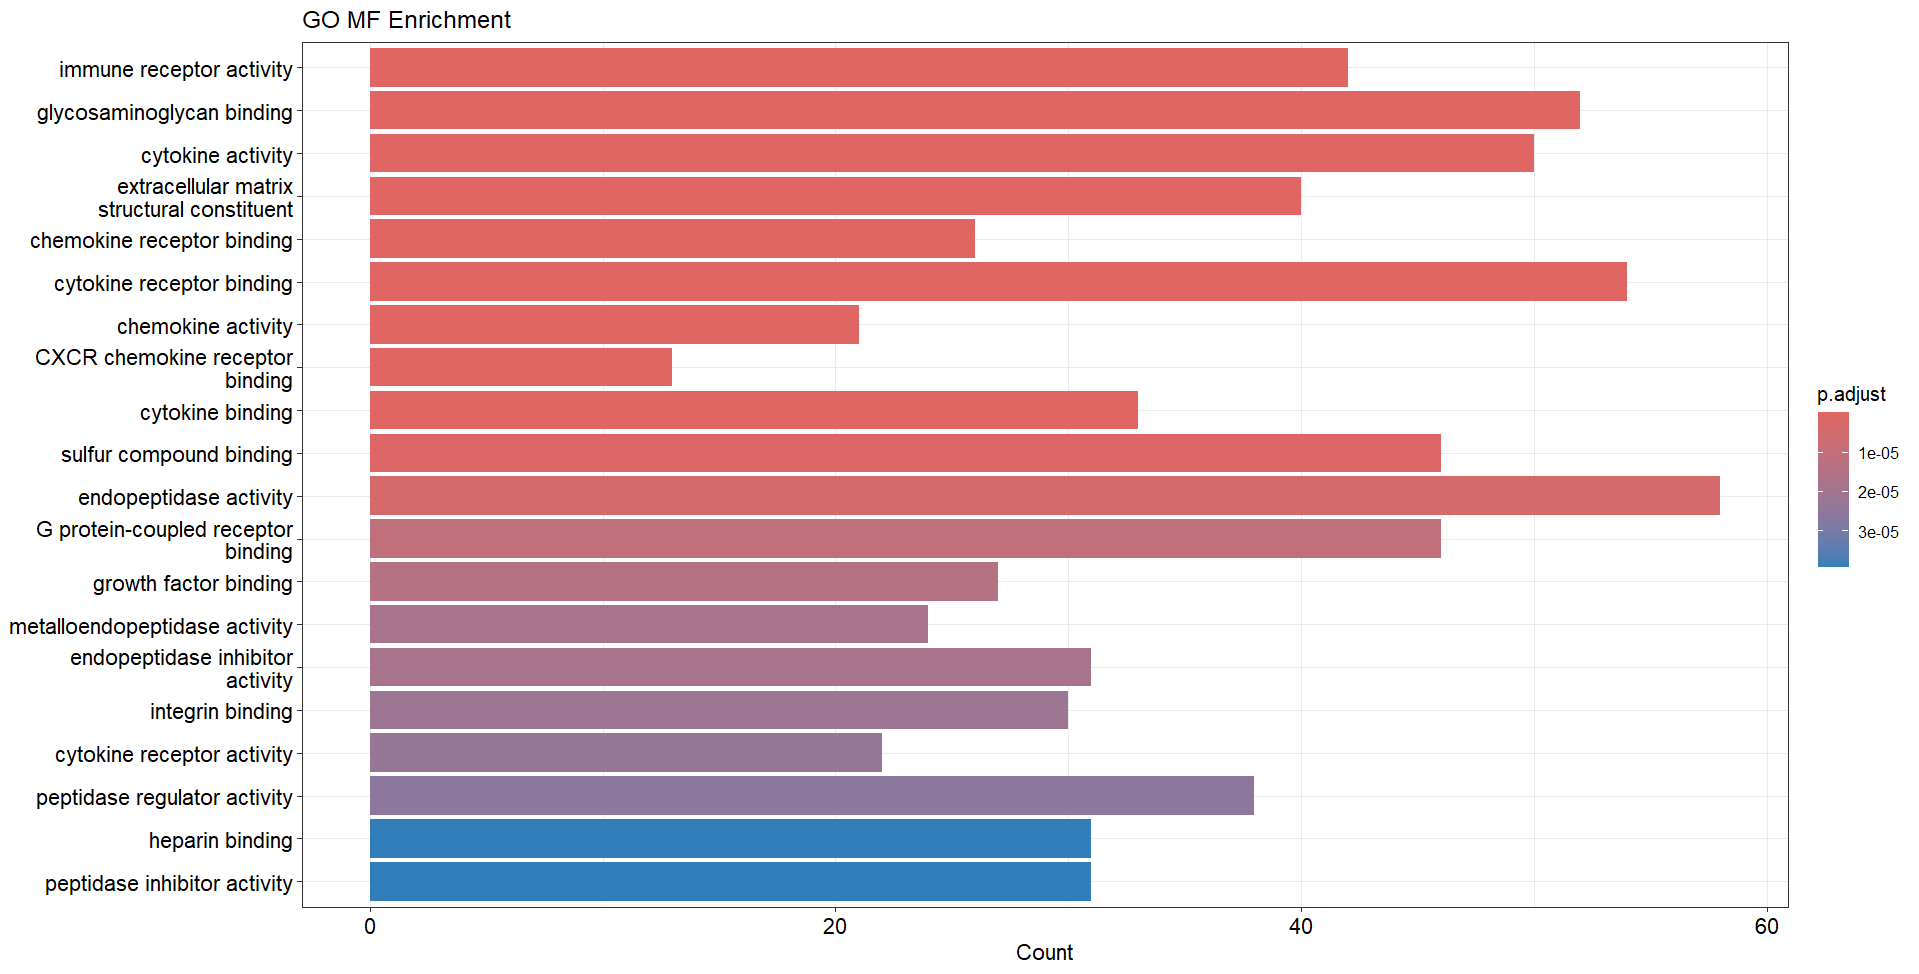 GO MF Enrichment
immune receptor activity
glycosaminoglycan binding
cytokine activity
extracellular matrix
structural constituent
chemokine receptor binding
cytokine receptor binding
chemokine activity
CXCR chemokine receptor
binding
cytokine binding
sulfur compound binding
endopeptidase activity
G protein-coupled receptor
binding
growth factor binding
metalloendopeptidase activity
endopeptidase inhibitor
activity
integrin binding
cytokine receptor activity
peptidase regulator activity
heparin binding
peptidase inhibitor activity
0 20 40 60
Count
p.adjust
1e-05
2e-05
3e-05